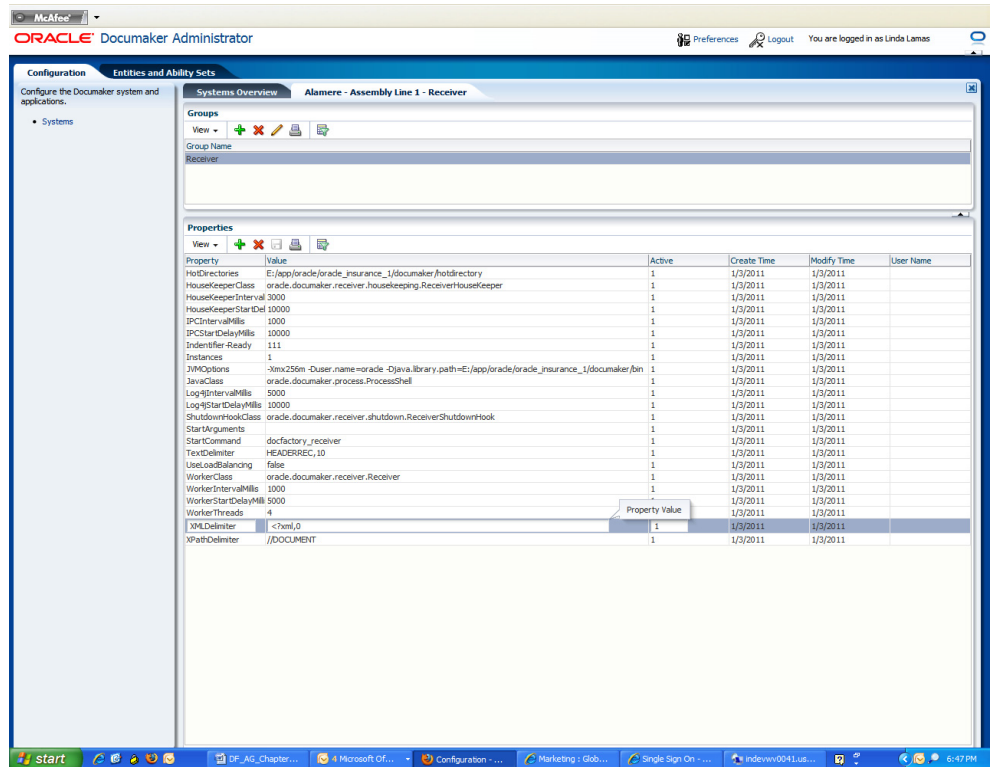 McAfee
ORACLE Documaker Administrator
Preferences Logout You are logged in as Linda Lamas
Configuration Entities and Ability Sets
Configure the Documaker system and applications.
Systems
Systems Overview Alamere - Assembly Line 1 - Receiver
Groups
View
Group Name
Receiver
Properties
View
Property Value Active Create Time Modify Time User Name
HotDirectories E:/app/oracle/oracle_insurance_1/documaker/hotdirectory 1 1/3/2011 1/3/2011
HouseKeeperClass oracle.documaker.receiver.housekeeping.ReceiverHouseKeeper 1 1/3/2011 1/3/2011
HouseKeeperInterval 3000 1 1/3/2011 1/3/2011
HouseKeeperStartDel 10000 1 1/3/2011 1/3/2011
IPCIntervalMillis 1000 1 1/3/2011 1/3/2011
IPCStartDelayMillis 10000 1 1/3/2011 1/3/2011
Indentifier-Ready 111 1 1/3/2011 1/3/2011
Instances 1 1 1/3/2011 1/3/2011
JVMOptions -Xmx256m -Duser.name=oracle -Djava.library.path=E:/app/oracle/oracle_insurance_1/documaker/bin 1 1/3/2011 1/3/2011
JavaClass oracle.documaker.process.ProcessShell 1 1/3/2011 1/3/2011
Log4jIntervalMillis 5000 1 1/3/2011 1/3/2011
Log4jStartDelayMillis 10000 1 1/3/2011 1/3/2011
ShutdownHookClass oracle.documaker.receiver.shutdown.ReceiverShutdownHook 1 1/3/2011 1/3/2011
StartArguments 1 1/3/2011 1/3/2011
StartCommand docfactory_receiver 1 1/3/2011 1/3/2011
TextDelimiter HEADERREC,10 1 1/3/2011 1/3/2011
UseLoadBalancing false 1 1/3/2011 1/3/2011
WorkerClass oracle.documaker.receiver.Receiver 1 1/3/2011 1/3/2011
WorkerIntervalMillis 1000 1 1/3/2011 1/3/2011
WorkerStartDelayMilli 5000 1/3/2011 1/3/2011
WorkerThreads 4 1/3/2011 1/3/2011
Property Value
XMLDelimiter <?xml,0 1 1/3/2011 1/3/2011
XPathDelimiter //DOCUMENT 1 1/3/2011 1/3/2011
start DF_AG_Chapter... 4 Microsoft Of... Configuration - ... Marketing : Glob... Single Sign On - ... indevwv0041.us... 6:47 PM